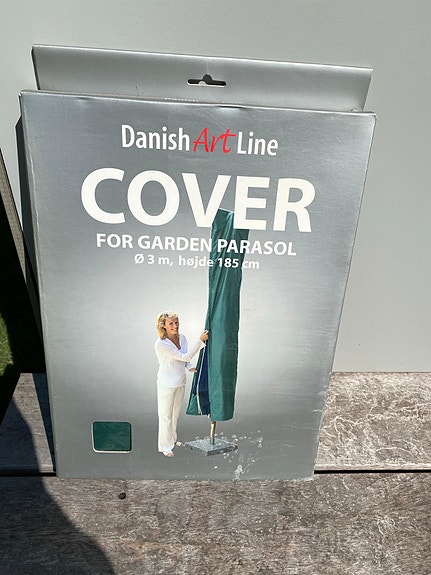 Danish Art Line
COVER
FOR GARDEN PARASOL
Ø 3 m, højde 185 cm